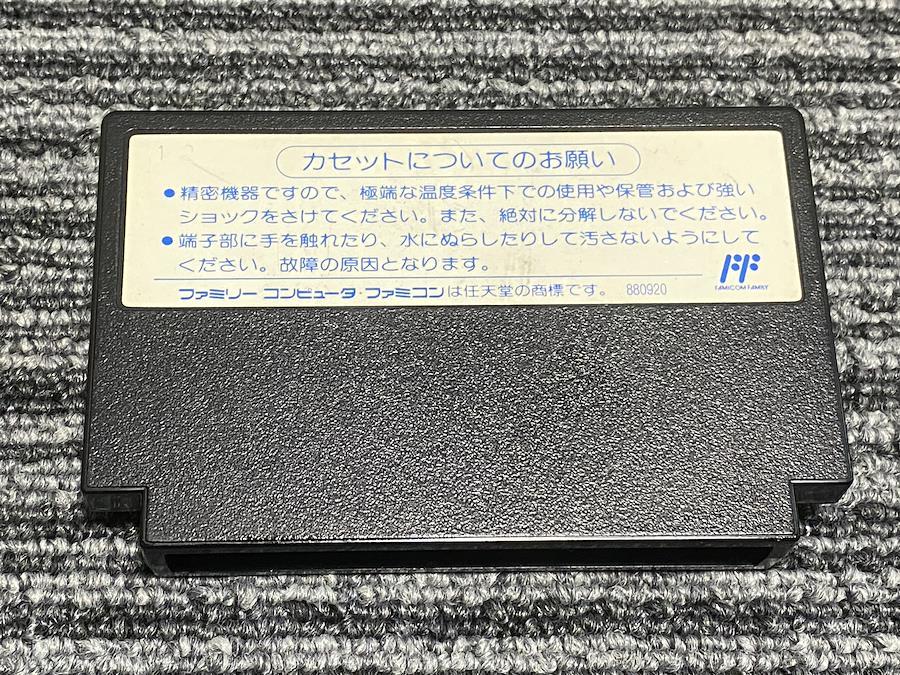 カセットについてのお願い
●精密機器ですので、極端な温度条件下での使用や保管および強い
ショックをさけてください。また、絶対に分解しないでください。
●端子部に手を触れたり、水にぬらしたりして汚さないようにして
ください。故障の原因となります。
FF
FAMICOM FAMILY
ファミリー コンピュータ・ファミコンは任天堂の商標です。 880920